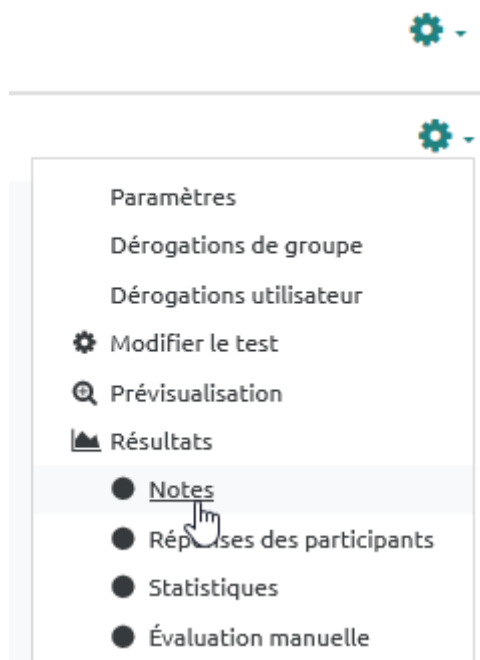 Paramètres
Dérogations de groupe
Dérogations utilisateur
Modifier le test
Prévisualisation
Résultats
Notes
Réponses des participants
Statistiques
Évaluation manuelle